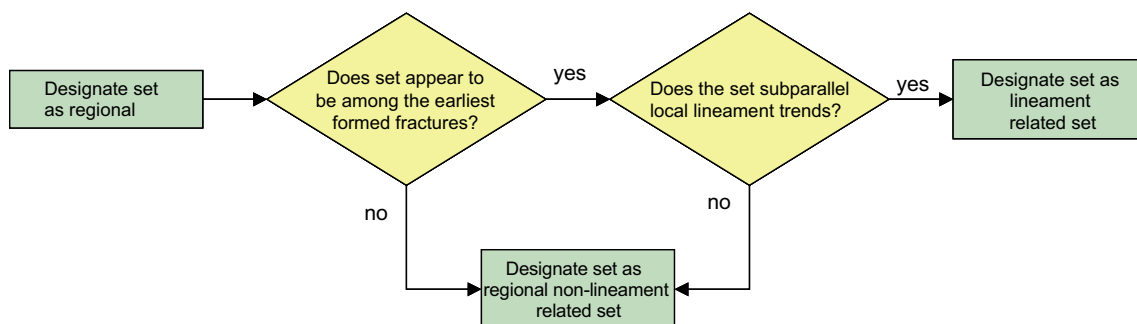 Designate set
as regional
Does set appear to
be among the earliest
formed fractures?
yes
Does the set subparallel
local lineament trends?
yes
Designate set as
lineament
related set
no
no
Designate set as
regional non-lineament
related set